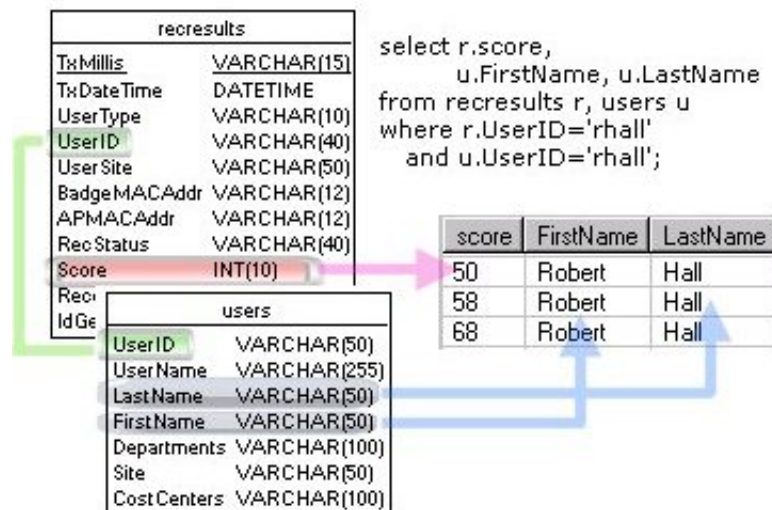 recresults
TxMillis VARCHAR(15)
TxDateTime DATETIME
UserType VARCHAR(10)
UserID VARCHAR(40)
UserSite VARCHAR(50)
BadgeMACAddr VARCHAR(12)
APMACAddr VARCHAR(12)
RecStatus VARCHAR(40)
Score INT(10)
users
UserID VARCHAR(50)
UserName VARCHAR(255)
LastName VARCHAR(50)
FirstName VARCHAR(50)
Departments VARCHAR(100)
Site VARCHAR(50)
CostCenters VARCHAR(100)
select r.score,
u.FirstName, u.LastName
from recresults r, users u
where r.UserID='rhall'
and u.UserID='rhall';
score FirstName LastName
50 Robert Hall
58 Robert Hall
68 Robert Hall